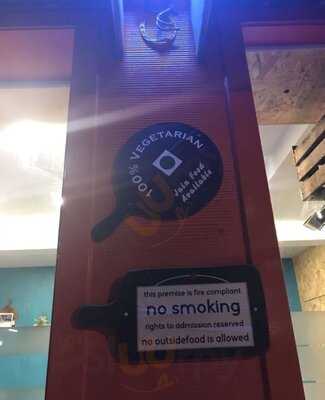 100% VEGETARIAN
Jain food
Available
this premise is fire compliant
no smoking
rights to admission reserved
no outsidefood is allowed